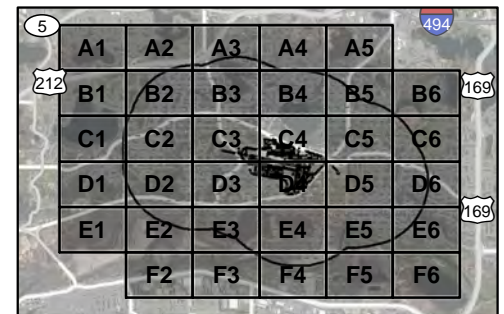 5
494
A1 A2 A3 A4 A5
212
B1 B2 B3 B4 B5 B6
169
C1 C2 C3 C4 C5 C6
D1 D2 D3 D4 D5 D6
169
E1 E2 E3 E4 E5 E6
F2 F3 F4 F5 F6